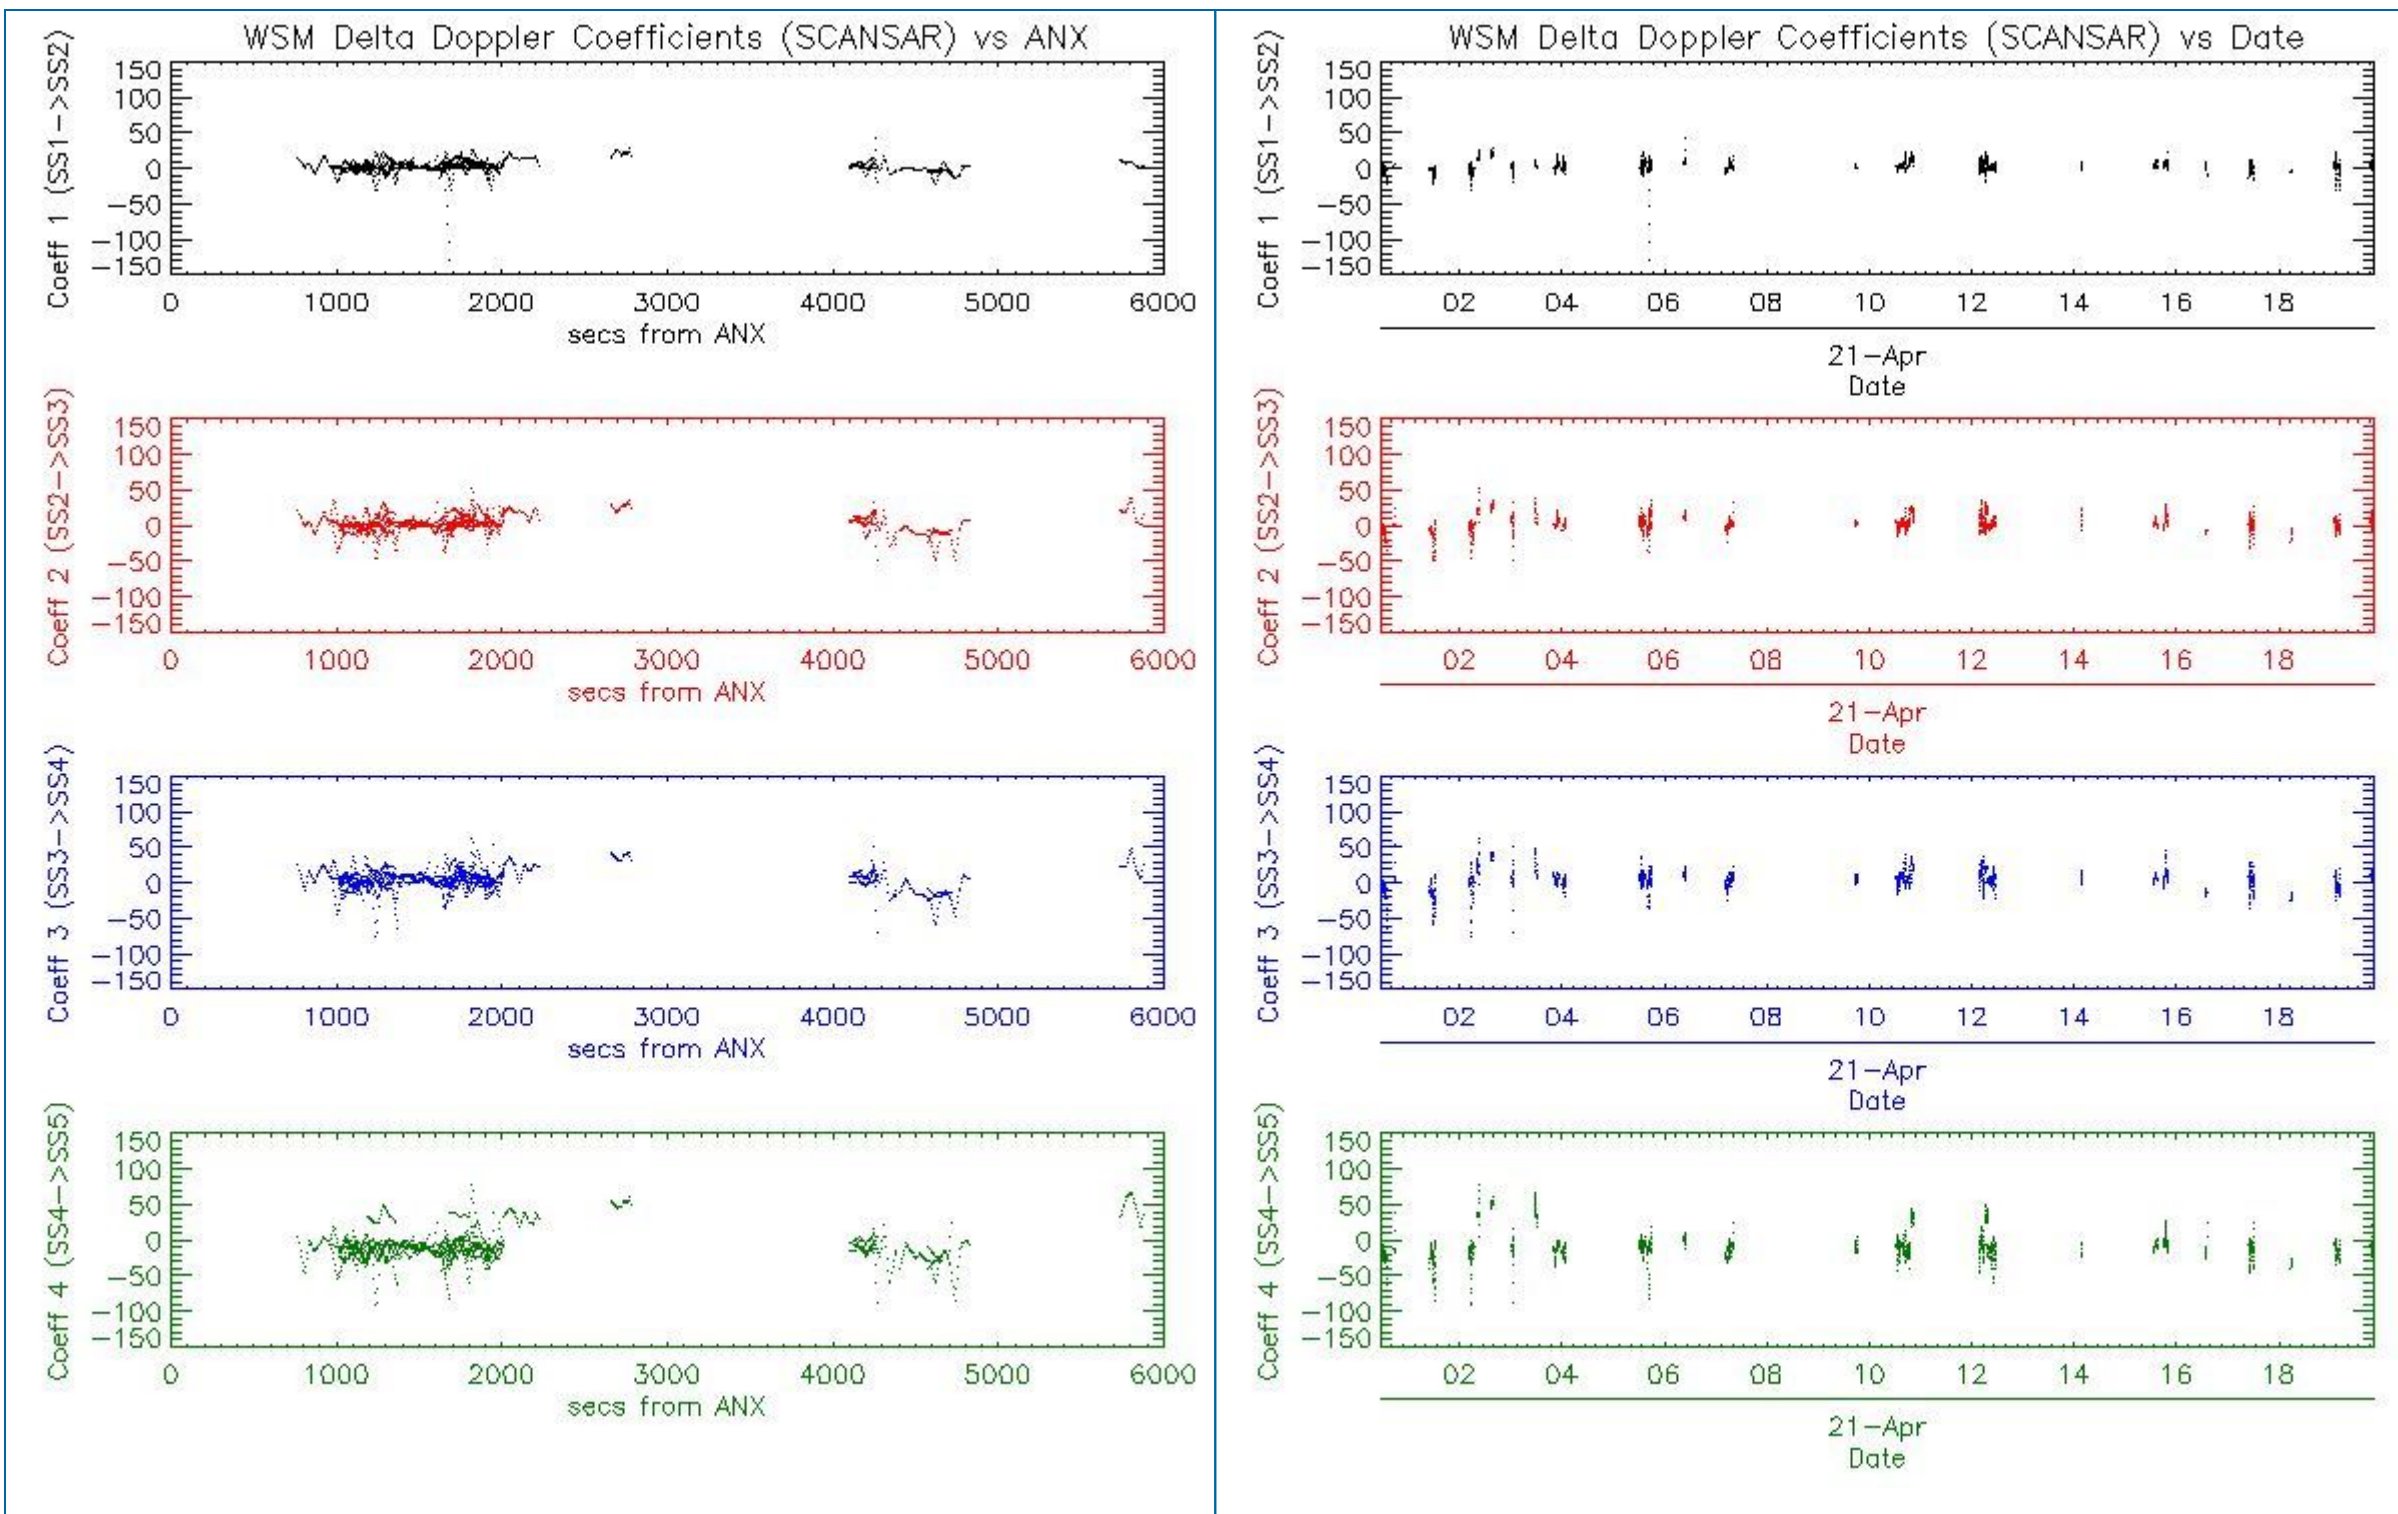 WSM Delta Doppler Coefficients (SCANSAR) vs ANX
Coeff 1 (SS1->SS2)
150
100
50
0
-50
-100
-150
0 1000 2000 3000 4000 5000 6000
secs from ANX
Coeff 2 (SS2->SS3)
150
100
50
0
-50
-100
-150
0 1000 2000 3000 4000 5000 6000
secs from ANX
Coeff 3 (SS3->SS4)
150
100
50
0
-50
-100
-150
0 1000 2000 3000 4000 5000 6000
secs from ANX
Coeff 4 (SS4->SS5)
150
100
50
0
-50
-100
-150
0 1000 2000 3000 4000 5000 6000
secs from ANX
WSM Delta Doppler Coefficients (SCANSAR) vs Date
Coeff 1 (SS1->SS2)
150
100
50
0
-50
-100
-150
02 04 06 08 10 12 14 16 18
21-Apr
Date
Coeff 2 (SS2->SS3)
150
100
50
0
-50
-100
-150
02 04 06 08 10 12 14 16 18
21-Apr
Date
Coeff 3 (SS3->SS4)
150
100
50
0
-50
-100
-150
02 04 06 08 10 12 14 16 18
21-Apr
Date
Coeff 4 (SS4->SS5)
150
100
50
0
-50
-100
-150
02 04 06 08 10 12 14 16 18
21-Apr
Date